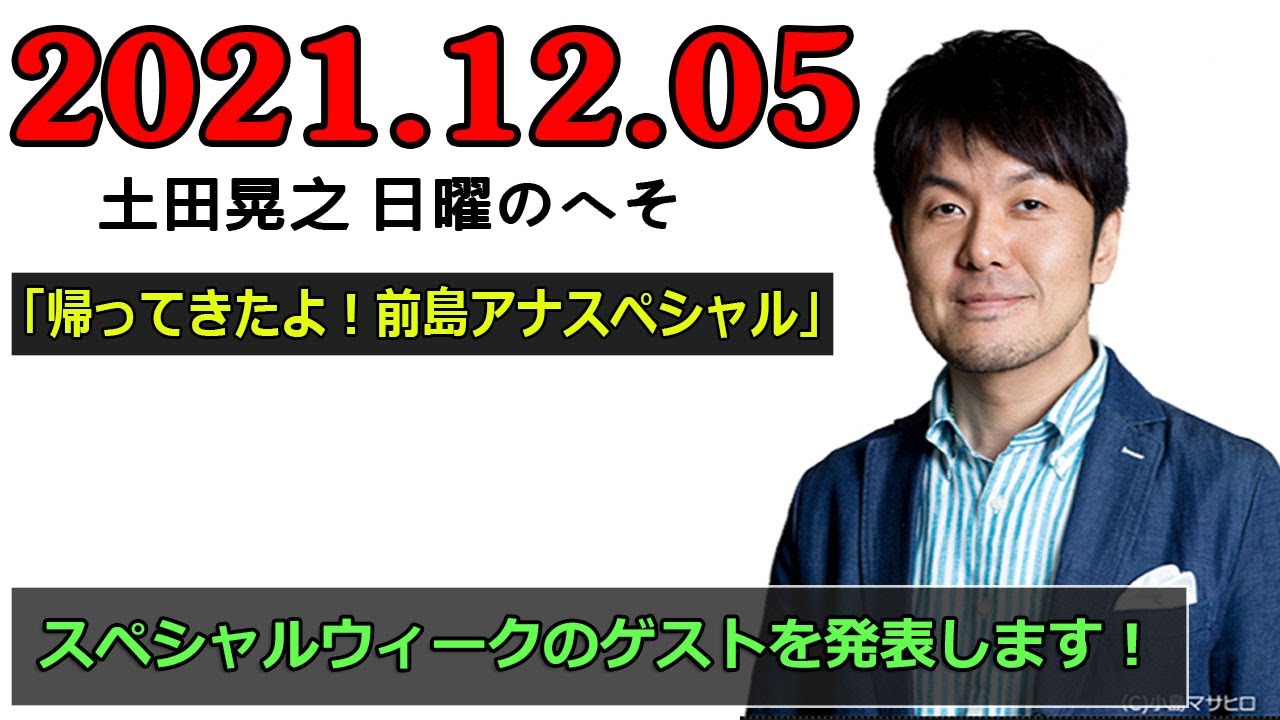 2021.12.05
土田晃之 日曜のへそ
「帰ってきたよ！前島アナスペシャル」
スペシャルウィークのゲストを発表します！
(C)小島マサヒロ